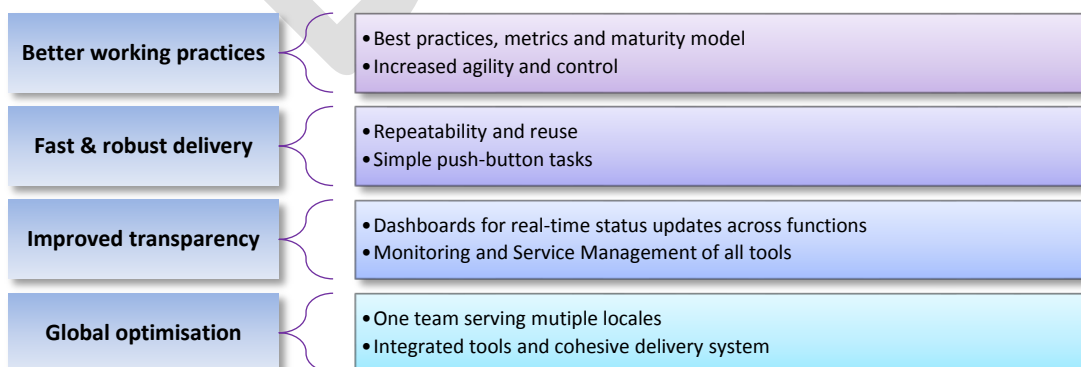 Better working practices
•Best practices, metrics and maturity model
•Increased agility and control
Fast & robust delivery
•Repeatability and reuse
•Simple push-button tasks
Improved transparency
•Dashboards for real-time status updates across functions
•Monitoring and Service Management of all tools
Global optimisation
•One team serving mutiple locales
•Integrated tools and cohesive delivery system